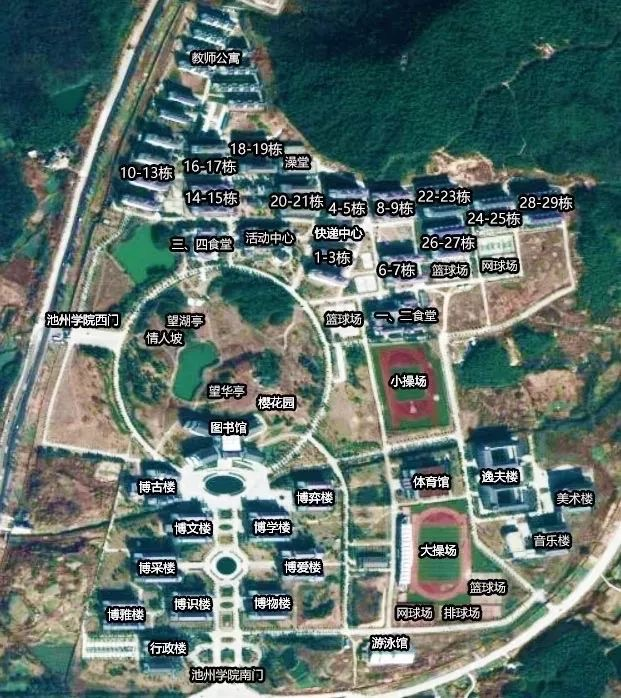 教师公寓
18-19栋
澡堂
16-17栋
10-13栋
14-15栋
20-21栋
4-5栋
8-9栋
22-23栋
28-29栋
24-25栋
三、四食堂
活动中心
快递中心
26-27栋
1-3栋
6-7栋
篮球场
网球场
池州学院西门
望湖亭
篮球场
一、二食堂
情人坡
小操场
望华亭
樱花园
图书馆
博古楼
博弈楼
体育馆
逸夫楼
美术楼
博文楼
博学楼
音乐楼
大操场
博采楼
博爱楼
篮球场
博雅楼
博识楼
博物楼
网球场
排球场
行政楼
游泳馆
池州学院南门